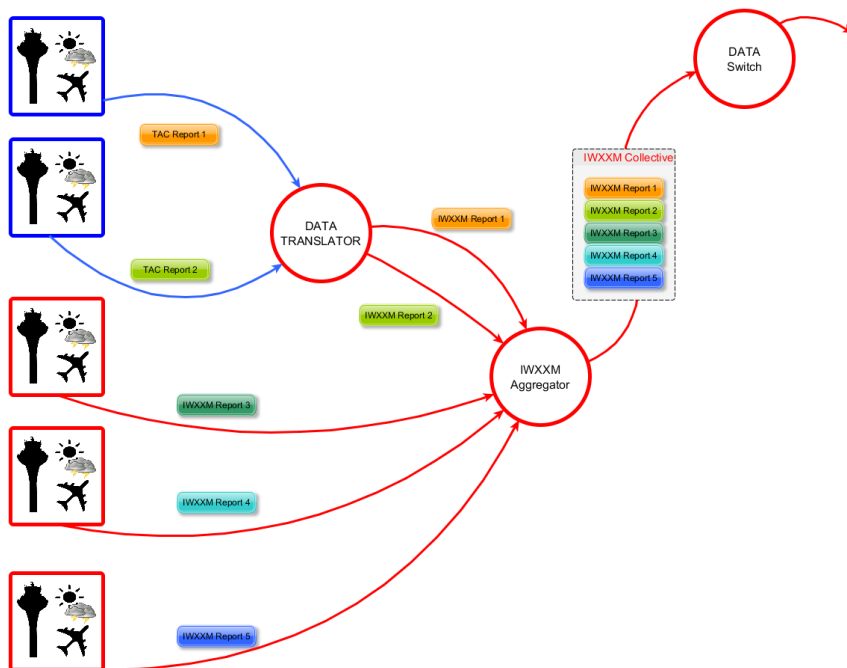 DATA
Switch
TAC Report 1
IWXXM Collective
IWXXM Report 1
IWXXM Report 2
IWXXM Report 3
IWXXM Report 4
IWXXM Report 5
DATA
TRANSLATOR
IWXXM Report 1
TAC Report 2
IWXXM Report 2
IWXXM
Aggregator
IWXXM Report 3
IWXXM Report 4
IWXXM Report 5